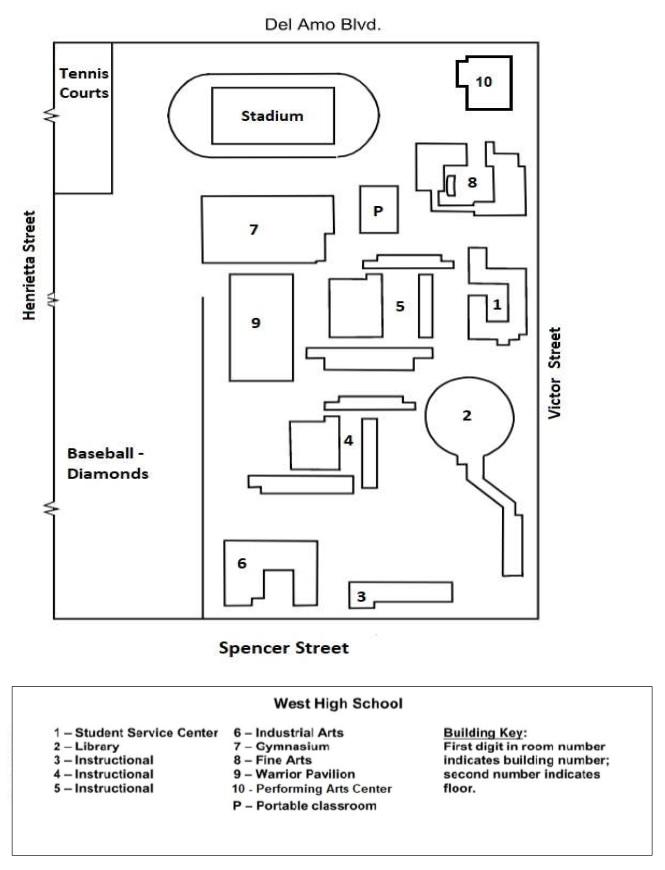 Del Amo Blvd.
Tennis
Courts
10
Stadium
8
P
7
Henrietta Street
5
1
9
Victor Street
2
4
Baseball -
Diamonds
6
3
Spencer Street
West High School
1 – Student Service Center
2 – Library
3 – Instructional
4 – Instructional
5 – Instructional
6 – Industrial Arts
7 – Gymnasium
8 – Fine Arts
9 – Warrior Pavilion
10 - Performing Arts Center
P – Portable classroom
Building Key:
First digit in room number
indicates building number;
second number indicates
floor.